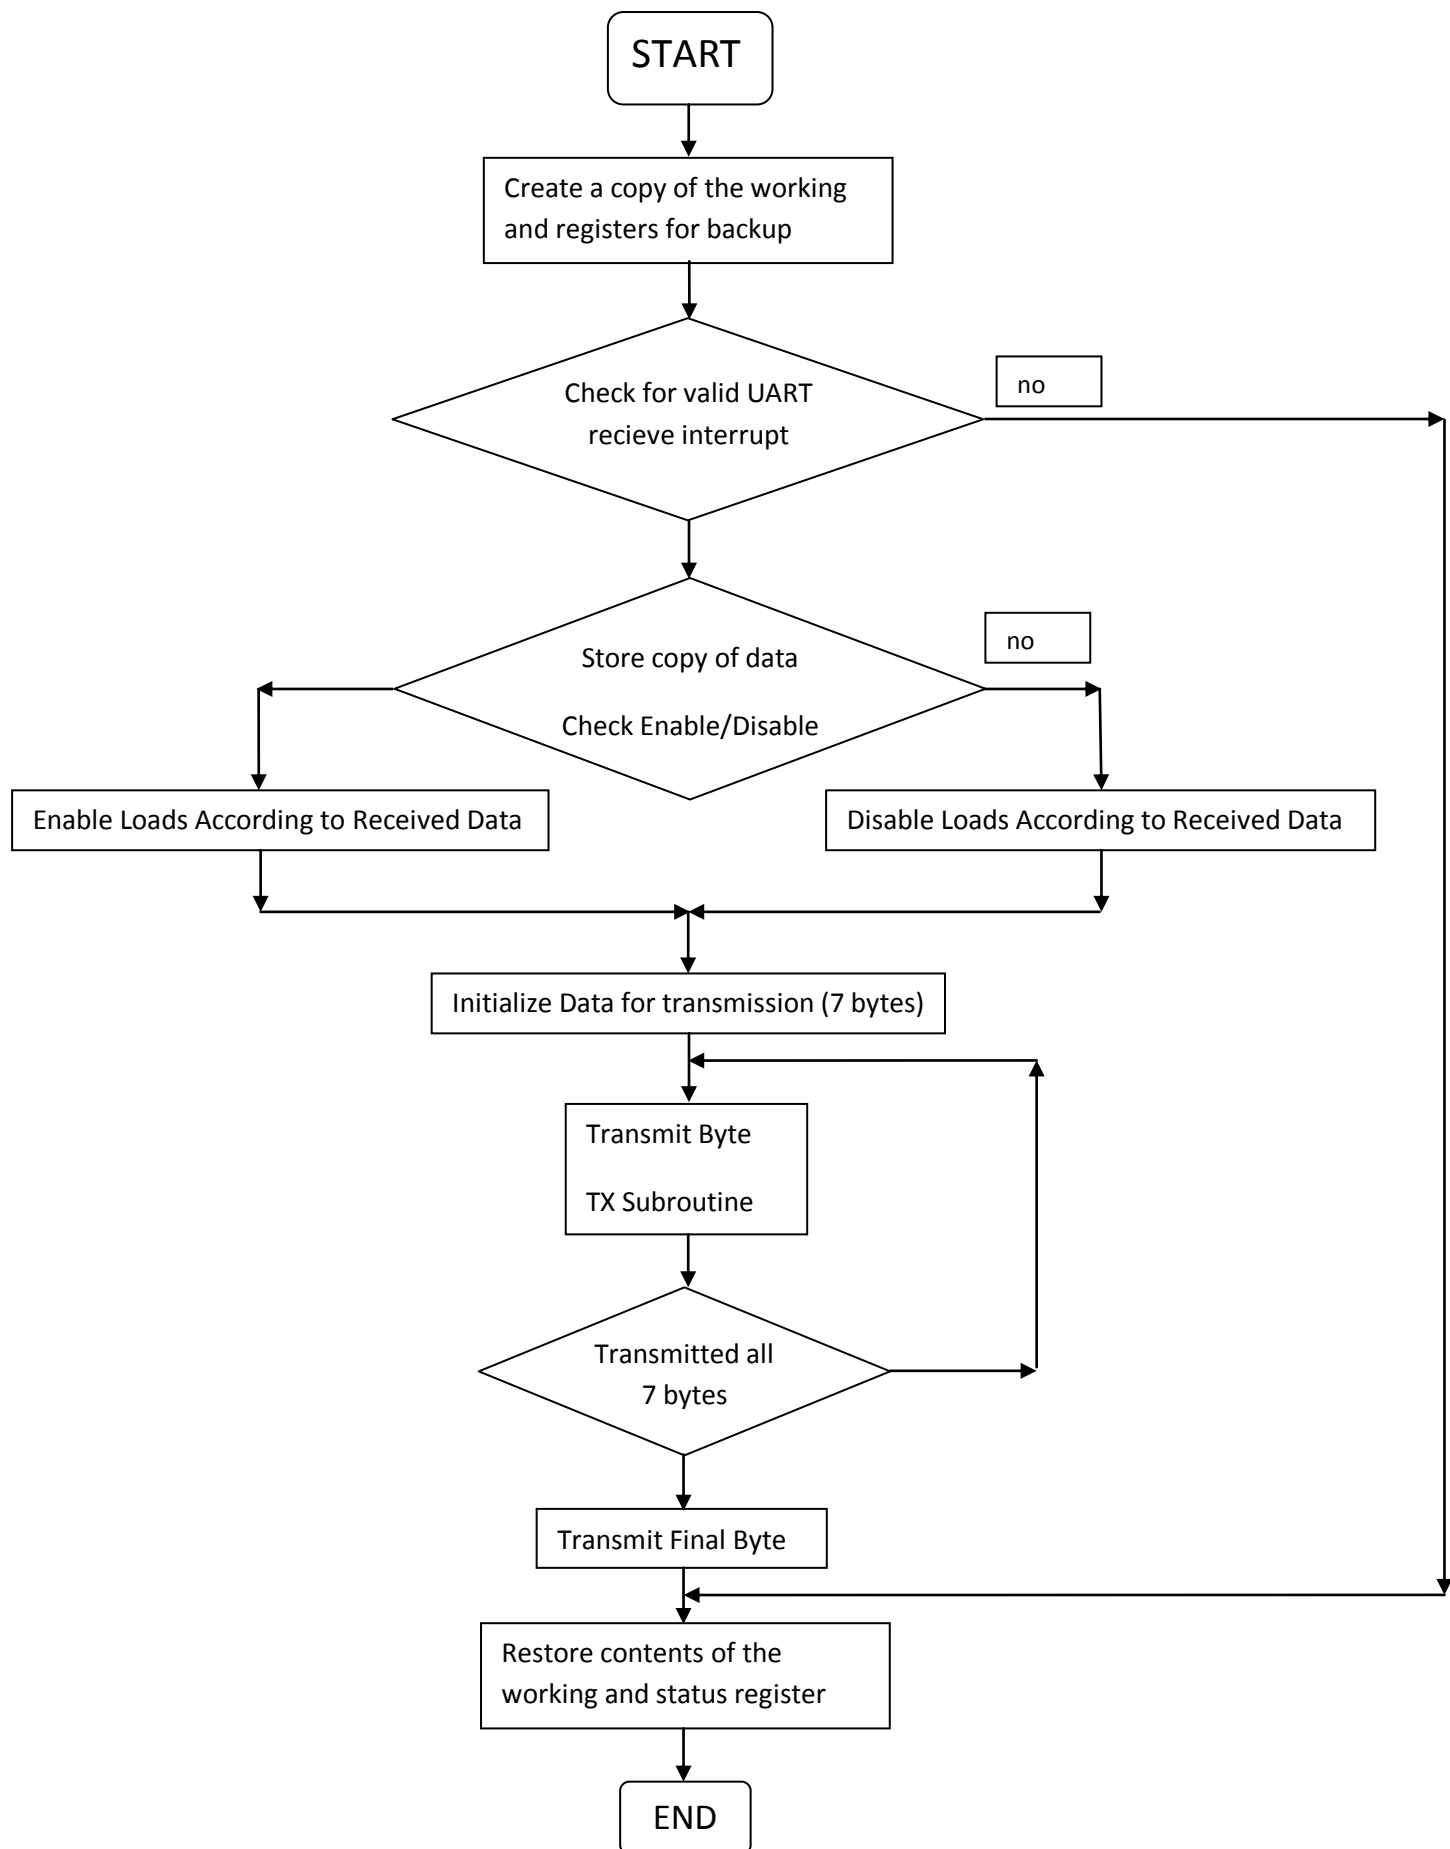 START
Create a copy of the working
and registers for backup
Check for valid UART
recieve interrupt
no
Store copy of data
Check Enable/Disable
no
Enable Loads According to Received Data
Disable Loads According to Received Data
Initialize Data for transmission (7 bytes)
Transmit Byte
TX Subroutine
Transmitted all
7 bytes
Transmit Final Byte
Restore contents of the
working and status register
END